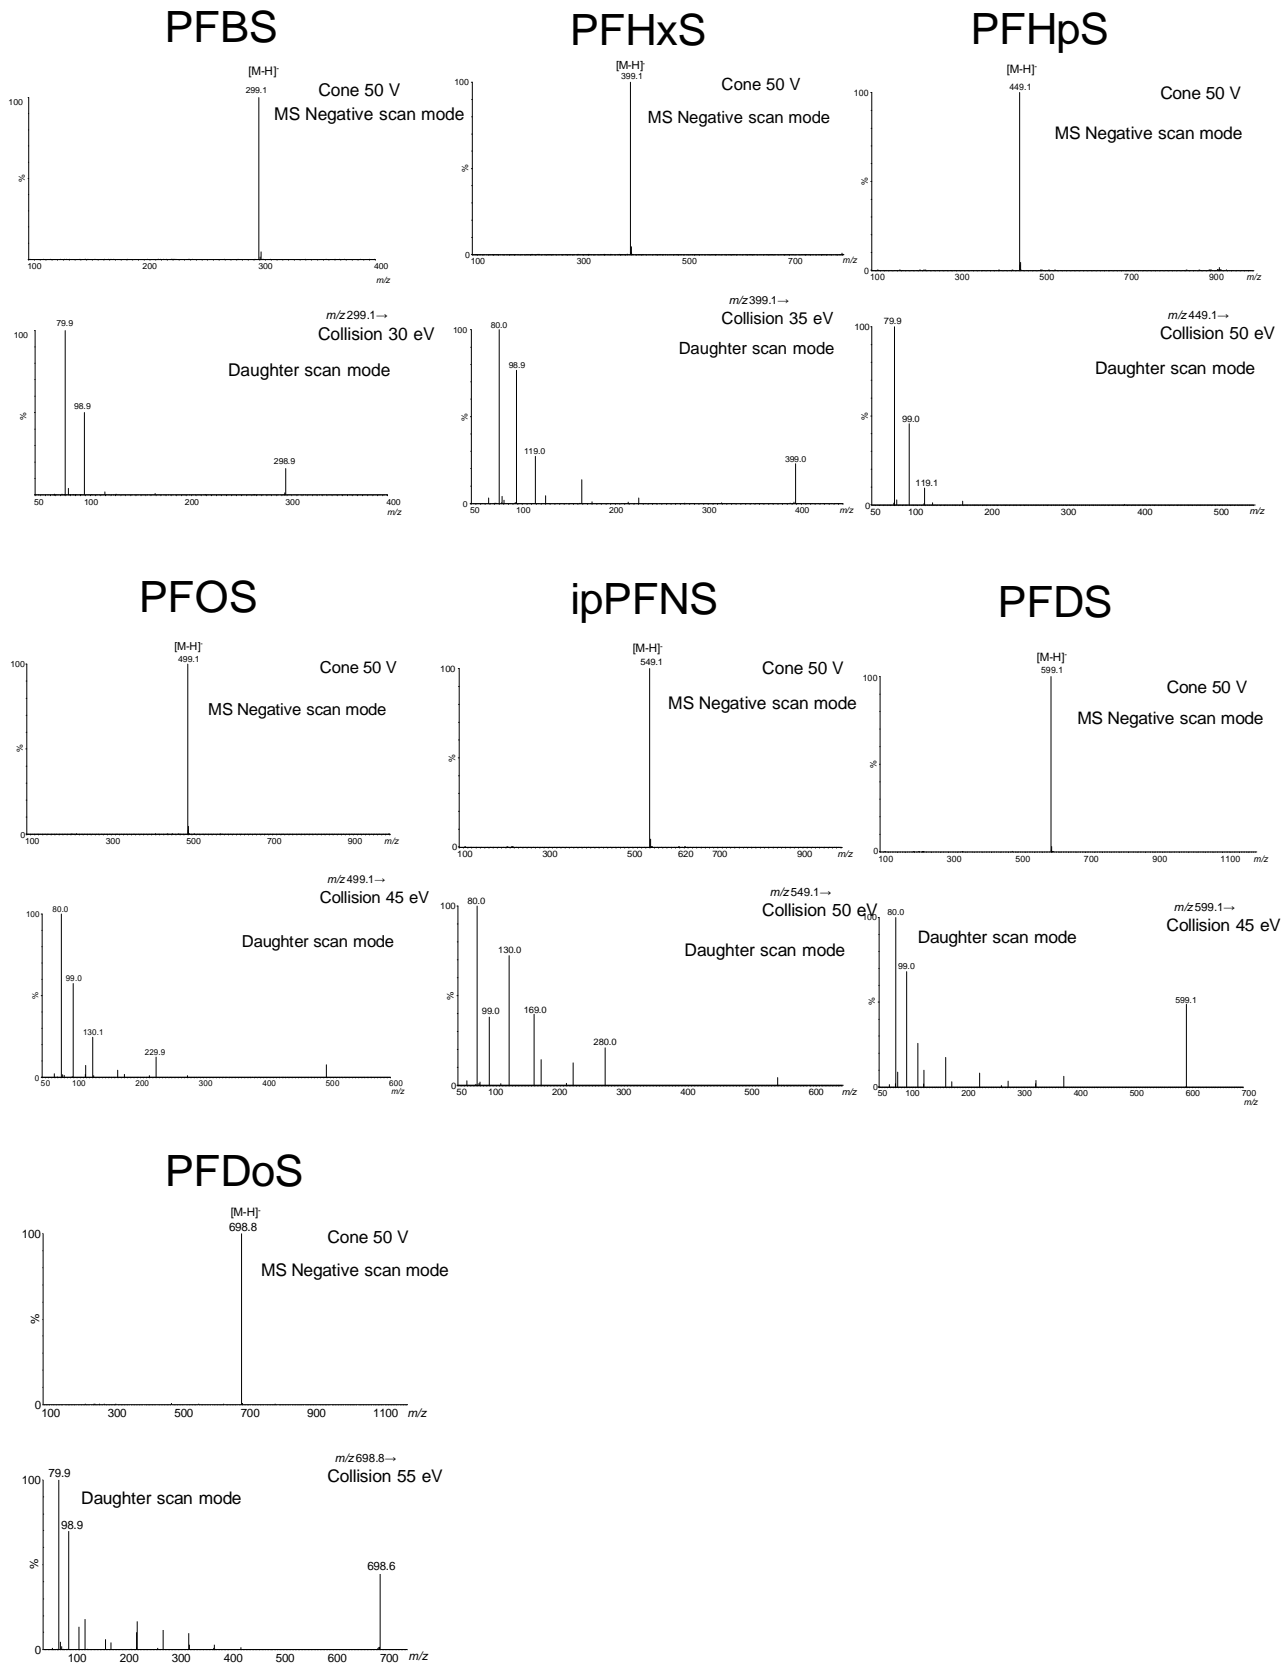 PFBS
[M-H]-
299.1
Cone 50 V
MS Negative scan mode
100
%
100 200 300 400
m/z
m/z 299.1→
Collision 30 eV
Daughter scan mode
100
79.9
98.9
298.9
%
50 100 200 300 400
m/z
PFHxS
[M-H]-
399.1
Cone 50 V
MS Negative scan mode
100
%
0
100 300 500 700 m/z
m/z 399.1→
Collision 35 eV
Daughter scan mode
100
80.0
98.9
119.0
399.0
%
0
50 100 200 300 400 m/z
PFHpS
[M-H]-
449.1
Cone 50 V
MS Negative scan mode
100
%
0
100 300 500 700 900 m/z
m/z 449.1→
Collision 50 eV
Daughter scan mode
100
79.9
99.0
119.1
%
0
50 100 200 300 400 500 m/z
PFOS
[M-H]-
499.1
Cone 50 V
MS Negative scan mode
100
%
0
100 300 500 700 900 m/z
m/z 499.1→
Collision 45 eV
Daughter scan mode
100
80.0
99.0
130.1
229.9
%
0
50 100 200 300 400 500 600
m/z
ipPFNS
[M-H]-
549.1
Cone 50 V
MS Negative scan mode
100
%
0
100 300 500 620 700 900 m/z
m/z 549.1→
Collision 50 eV
Daughter scan mode
100
80.0
99.0
130.0
169.0
280.0
%
0
50 100 200 300 400 500 600 m/z
PFDS
[M-H]-
599.1
Cone 50 V
MS Negative scan mode
100
%
0
100 300 500 700 900 1100 m/z
m/z 599.1→
Collision 45 eV
Daughter scan mode
100
80.0
99.0
599.1
%
0
50 100 200 300 400 500 600 700
m/z
PFDoS
[M-H]-
698.8
Cone 50 V
MS Negative scan mode
100
%
0
100 300 500 700 900 1100 m/z
m/z 698.8→
Collision 55 eV
Daughter scan mode
100
79.9
98.9
698.6
%
0
100 200 300 400 500 600 700 m/z